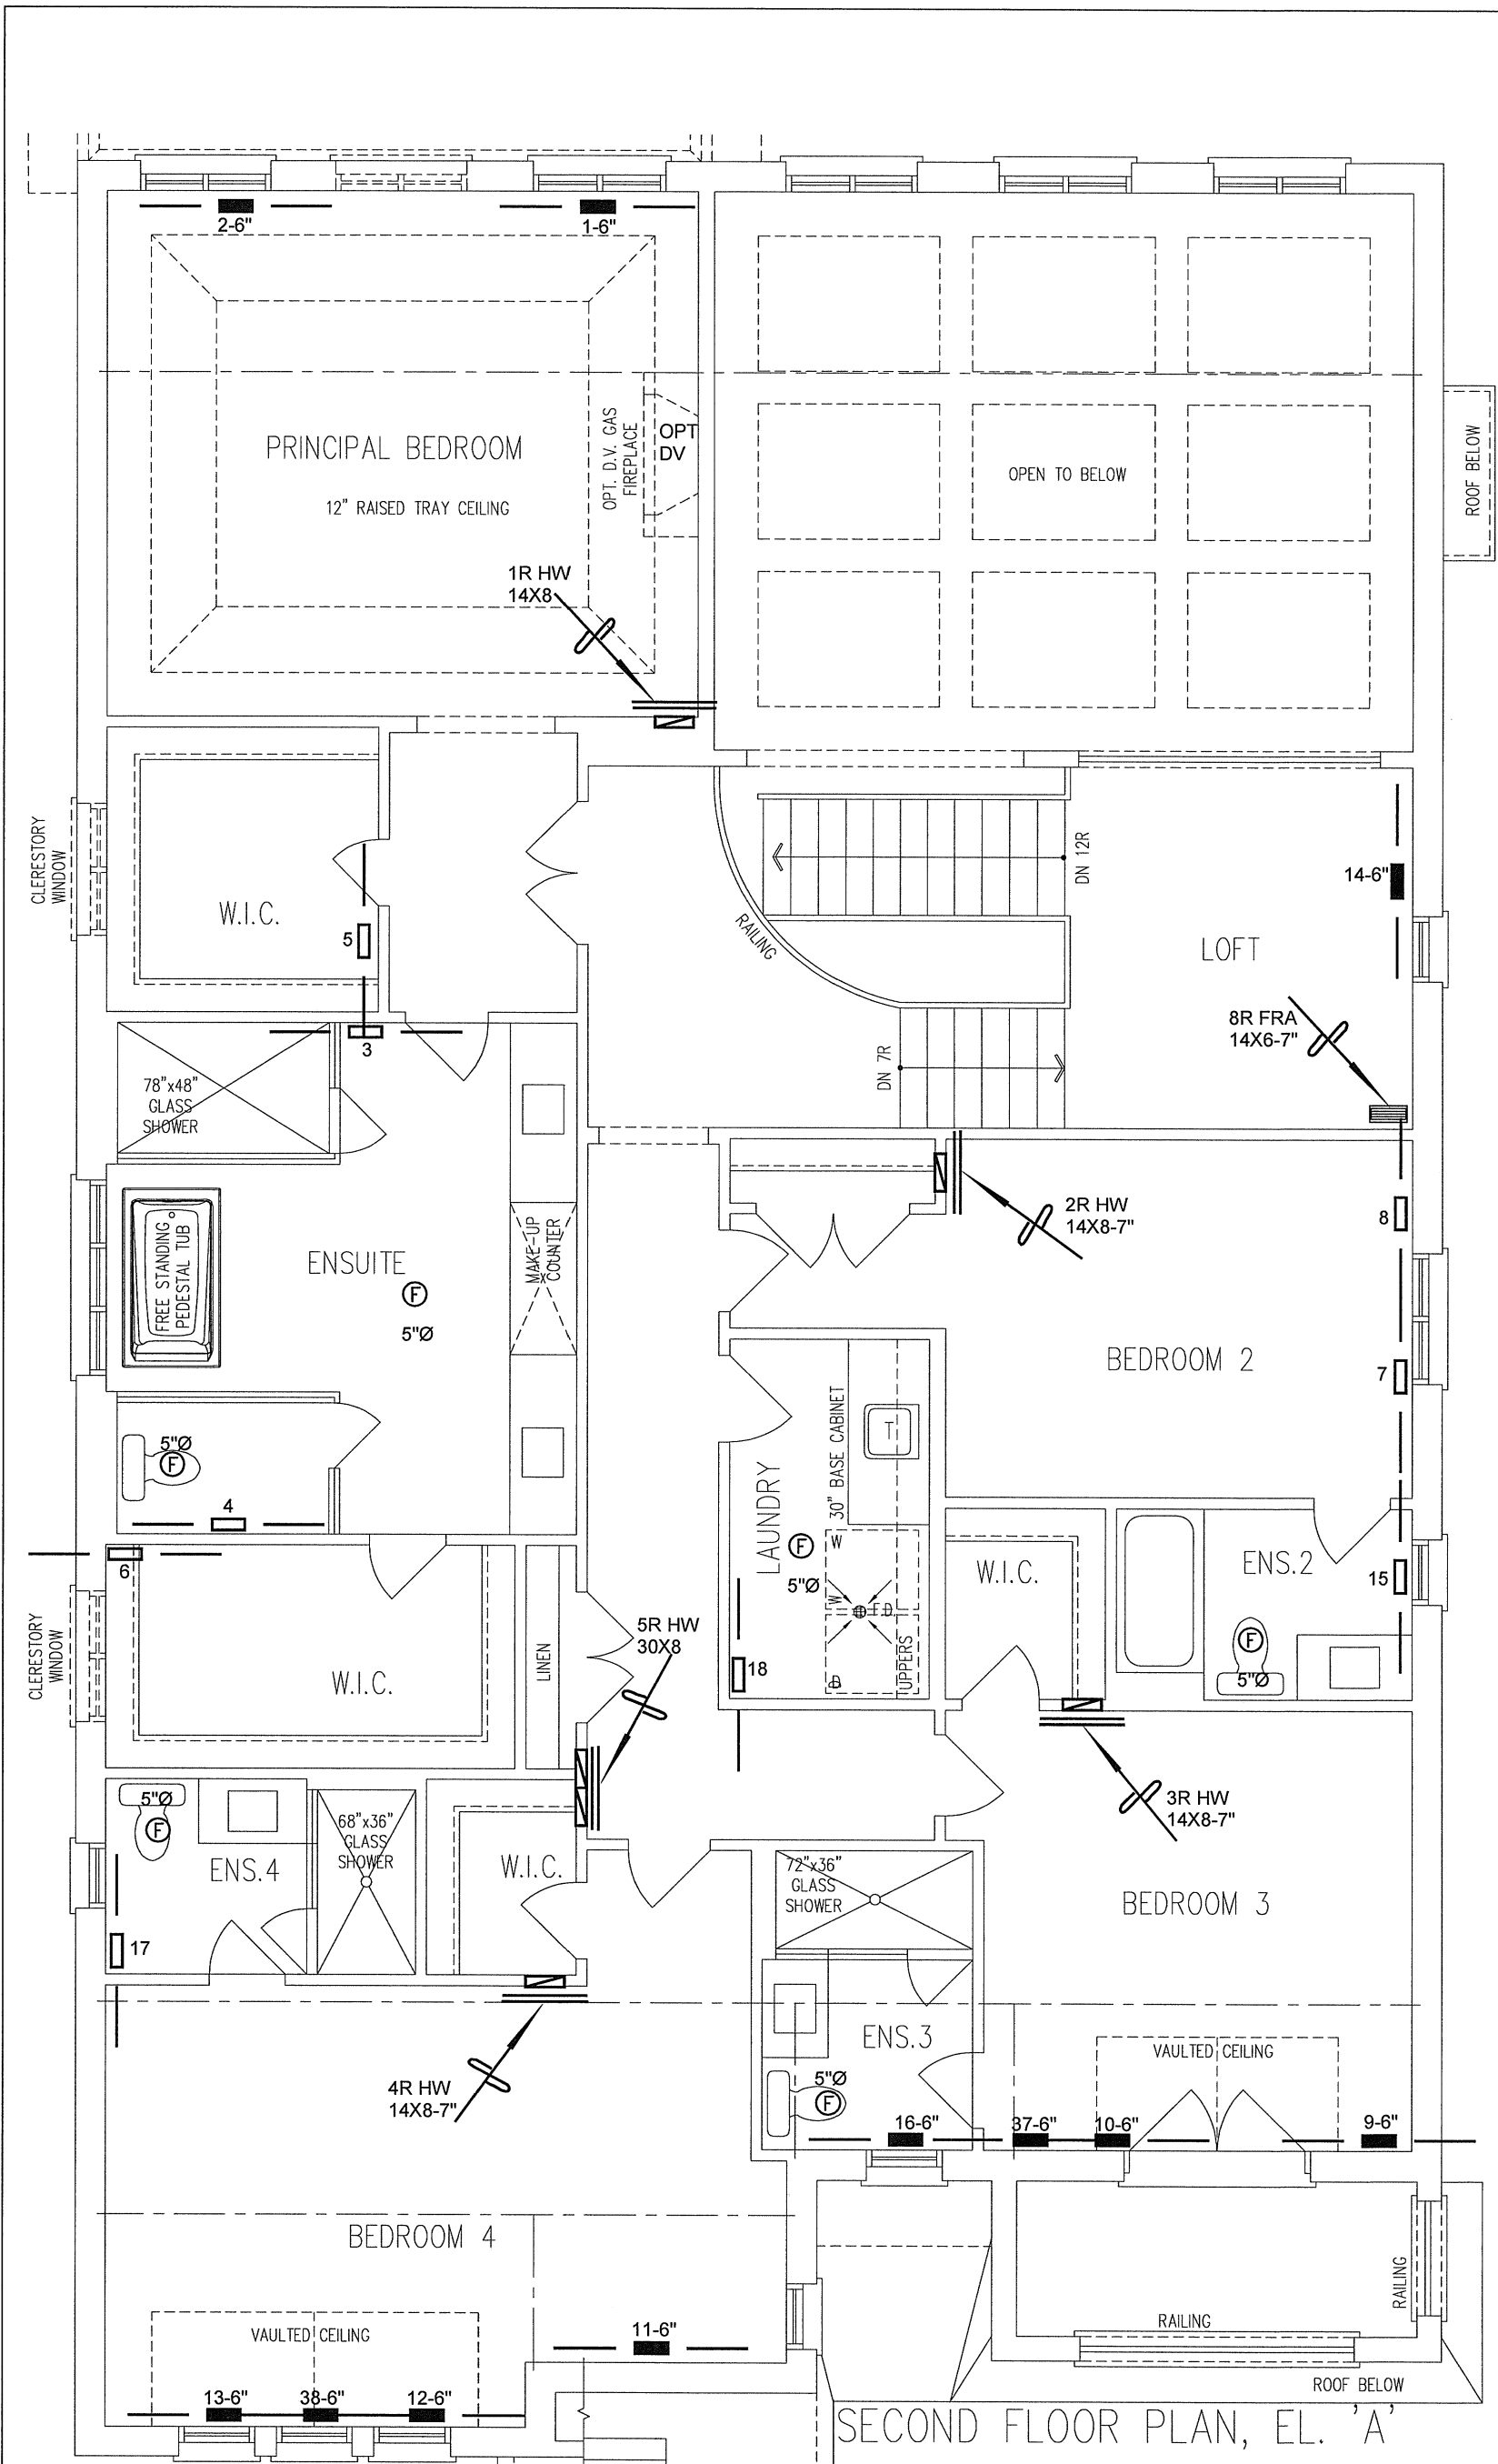 2-6"
1-6"
PRINCIPAL BEDROOM
12" RAISED TRAY CEILING
OPT. D.V. GAS
FIREPLACE
OPT
DV
OPEN TO BELOW
ROOF BELOW
1R HW
14X8
CLERESTORY
WINDOW
W.I.C.
5
3
RAILING
DN 12R
DN 7R
LOFT
14-6"
8R FRA
14X6-7"
78"x48"
GLASS
SHOWER
FREE STANDING
PEDESTAL TUB
ENSUITE
F
5"Ø
MAKE-UP
COUNTER
2R HW
14X8-7"
8
BEDROOM 2
7
5"Ø
F
4
LAUNDRY
F
5"Ø
30" BASE CABINET
T
W
W
F.D.
D
UPPERS
18
W.I.C.
ENS.2
15
F
5"Ø
6
CLERESTORY
WINDOW
W.I.C.
LINEN
5R HW
30X8
3R HW
14X8-7"
5"Ø
F
ENS.4
68"x36"
GLASS
SHOWER
W.I.C.
17
72"x36"
GLASS
SHOWER
BEDROOM 3
ENS.3
5"Ø
F
VAULTED CEILING
4R HW
14X8-7"
16-6"
37-6"
10-6"
9-6"
BEDROOM 4
VAULTED CEILING
11-6"
13-6"
38-6"
12-6"
RAILING
RAILING
ROOF BELOW
SECOND FLOOR PLAN, EL. 'A'